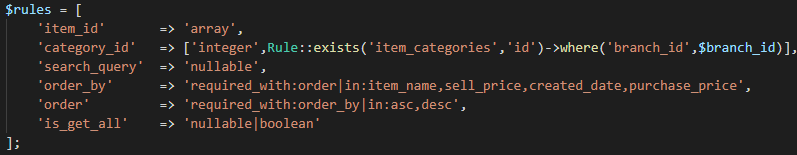 $rules = [
    'item_id'       => 'array',
    'category_id'   => ['integer',Rule::exists('item_categories','id')->where('branch_id',$branch_id)],
    'search_query'  => 'nullable',
    'order_by'      => 'required_with:order|in:item_name,sell_price,created_date,purchase_price',
    'order'         => 'required_with:order_by|in:asc,desc',
    'is_get_all'    => 'nullable|boolean'
];